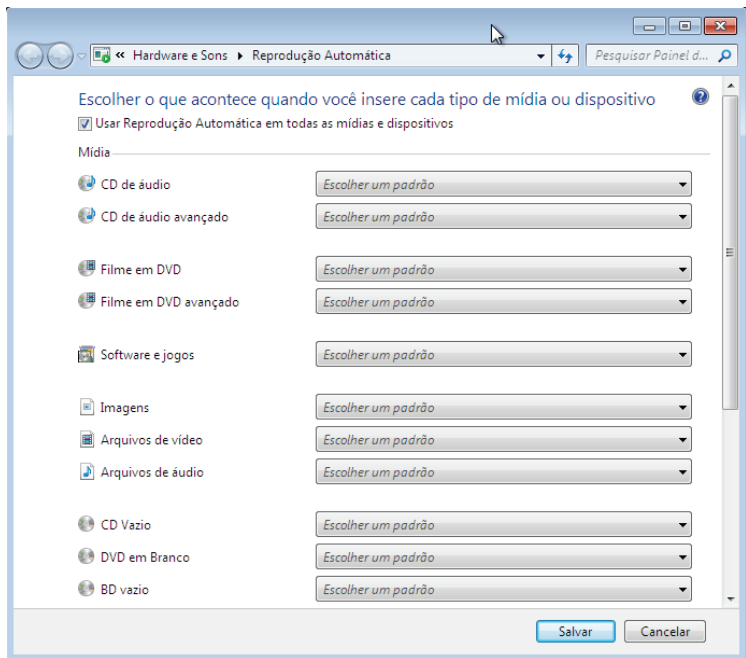 « Hardware e Sons Reprodução Automática Pesquisar Painel d...
Escolher o que acontece quando você insere cada tipo de mídia ou dispositivo
Usar Reprodução Automática em todas as mídias e dispositivos
Mídia
CD de áudio Escolher um padrão
CD de áudio avançado Escolher um padrão
Filme em DVD Escolher um padrão
Filme em DVD avançado Escolher um padrão
Software e jogos Escolher um padrão
Imagens Escolher um padrão
Arquivos de vídeo Escolher um padrão
Arquivos de áudio Escolher um padrão
CD Vazio Escolher um padrão
DVD em Branco Escolher um padrão
BD vazio Escolher um padrão
Salvar Cancelar